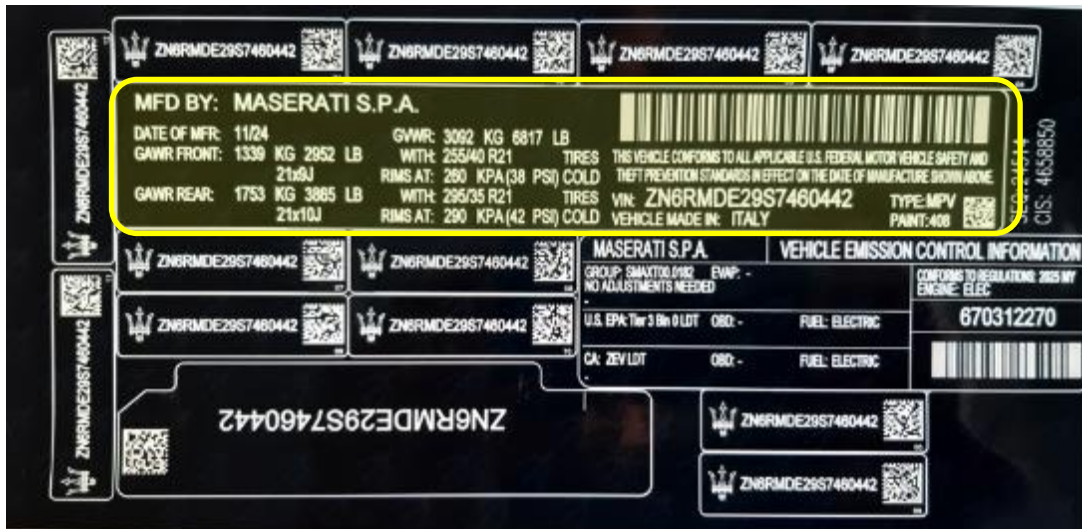 ZN6RMDE29S7460442
ZN6RMDE29S7460442
ZN6RMDE29S7460442
ZN6RMDE29S7460442
ZN6RMDE29S7460442
MFD BY: MASERATI S.P.A.
DATE OF MFR: 11/24 GVWR: 3092 KG 6817 LB
GAWR FRONT: 1339 KG 2952 LB WITH: 255/40 R21 TIRES
21x9J RIMS AT: 260 KPA (38 PSI) COLD
GAWR REAR: 1753 KG 3865 LB WITH: 295/35 R21 TIRES
21x10J RIMS AT: 290 KPA (42 PSI) COLD
THIS VEHICLE CONFORMS TO ALL APPLICABLE U.S. FEDERAL MOTOR VEHICLE SAFETY AND
THEFT PREVENTION STANDARDS IN EFFECT ON THE DATE OF MANUFACTURE SHOWN ABOVE.
VIN: ZN6RMDE29S7460442 TYPE: MPV
VEHICLE MADE IN: ITALY PAINT: 408
CIS: 4658850
ZN6RMDE29S7460442
ZN6RMDE29S7460442
MASERATI S.P.A. VEHICLE EMISSION CONTROL INFORMATION
GROUP: SMAXT00.0182 EVAP: -
NO ADJUSTMENTS NEEDED
-
CONFORMS TO REGULATIONS: 2025 MY
ENGINE: ELEC
U.S. EPA: Tier 3 Bin 0 LDT OBD: - FUEL: ELECTRIC
670312270
CA: ZEV LDT OBD: - FUEL: ELECTRIC
-
ZN6RMDE29S7460442
ZN6RMDE29S7460442
ZN6RMDE29S7460442
ZN6RMDE29S7460442
ZN6RMDE29S7460442
ZN6RMDE29S7460442